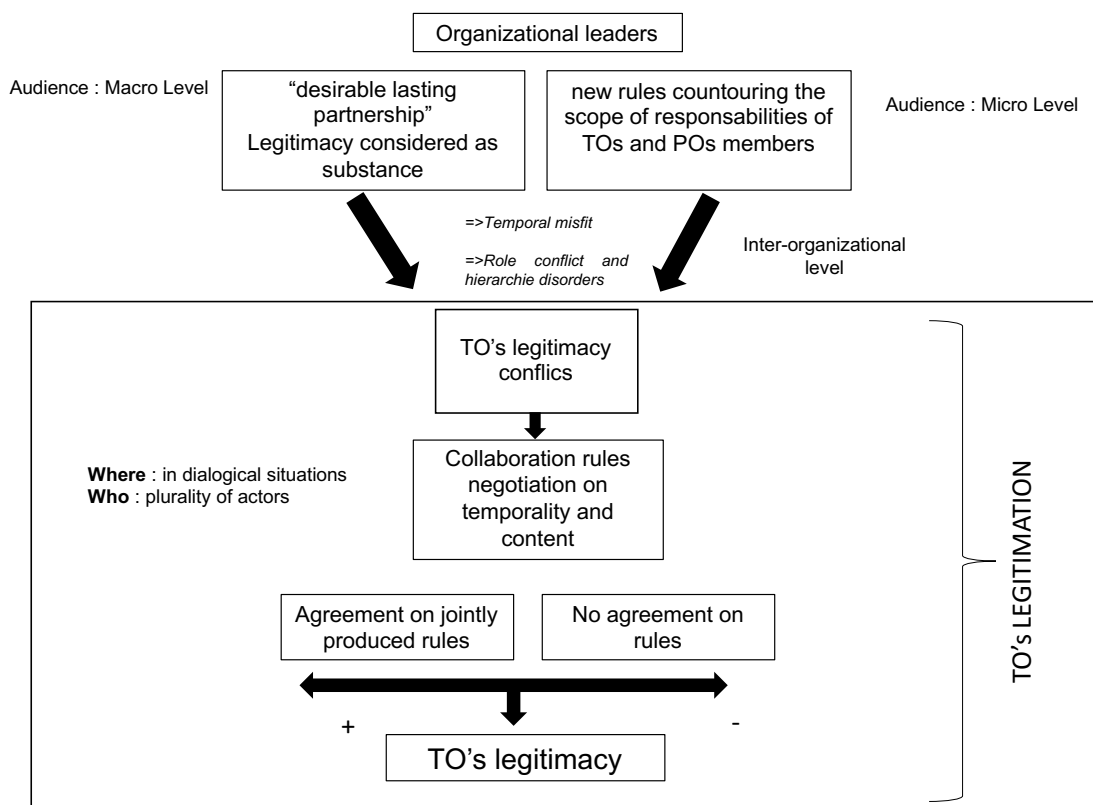 Organizational leaders
Audience : Macro Level
“desirable lasting
partnership”
Legitimacy considered as
substance
new rules countouring the
scope of responsabilities of
TOs and POs members
Audience : Micro Level
=>Temporal misfit
=>Role conflict and
hierarchie disorders
Inter-organizational
level
TO’s legitimacy
conflics
Where : in dialogical situations
Who : plurality of actors
Collaboration rules
negotiation on
temporality and
content
Agreement on jointly
produced rules
No agreement on
rules
+
-
TO’s legitimacy
TO’s LEGITIMATION